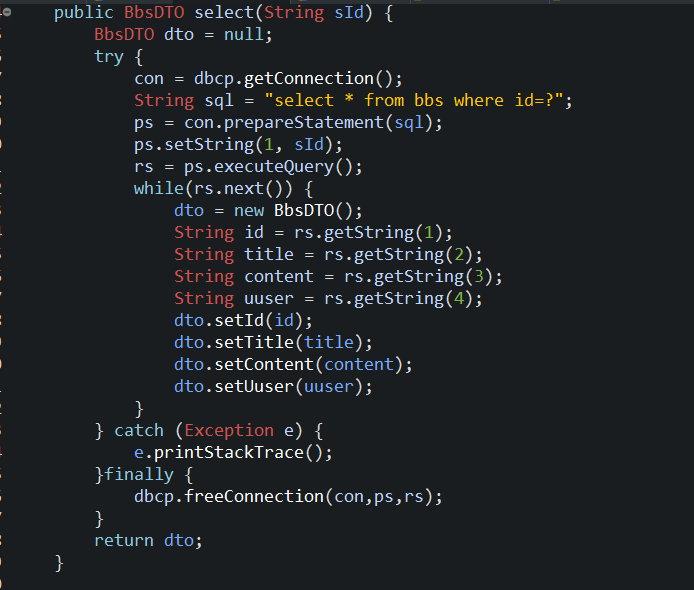 public BbsDTO select(String sId) {
BbsDTO dto = null;
try {
con = dbcp.getConnection();
String sql = "select * from bbs where id=?";
ps = con.prepareStatement(sql);
ps.setString(1, sId);
rs = ps.executeQuery();
while(rs.next()) {
dto = new BbsDTO();
String id = rs.getString(1);
String title = rs.getString(2);
String content = rs.getString(3);
String uuser = rs.getString(4);
dto.setId(id);
dto.setTitle(title);
dto.setContent(content);
dto.setUuser(uuser);
}
} catch (Exception e) {
e.printStackTrace();
}finally {
dbcp.freeConnection(con,ps,rs);
}
return dto;
}